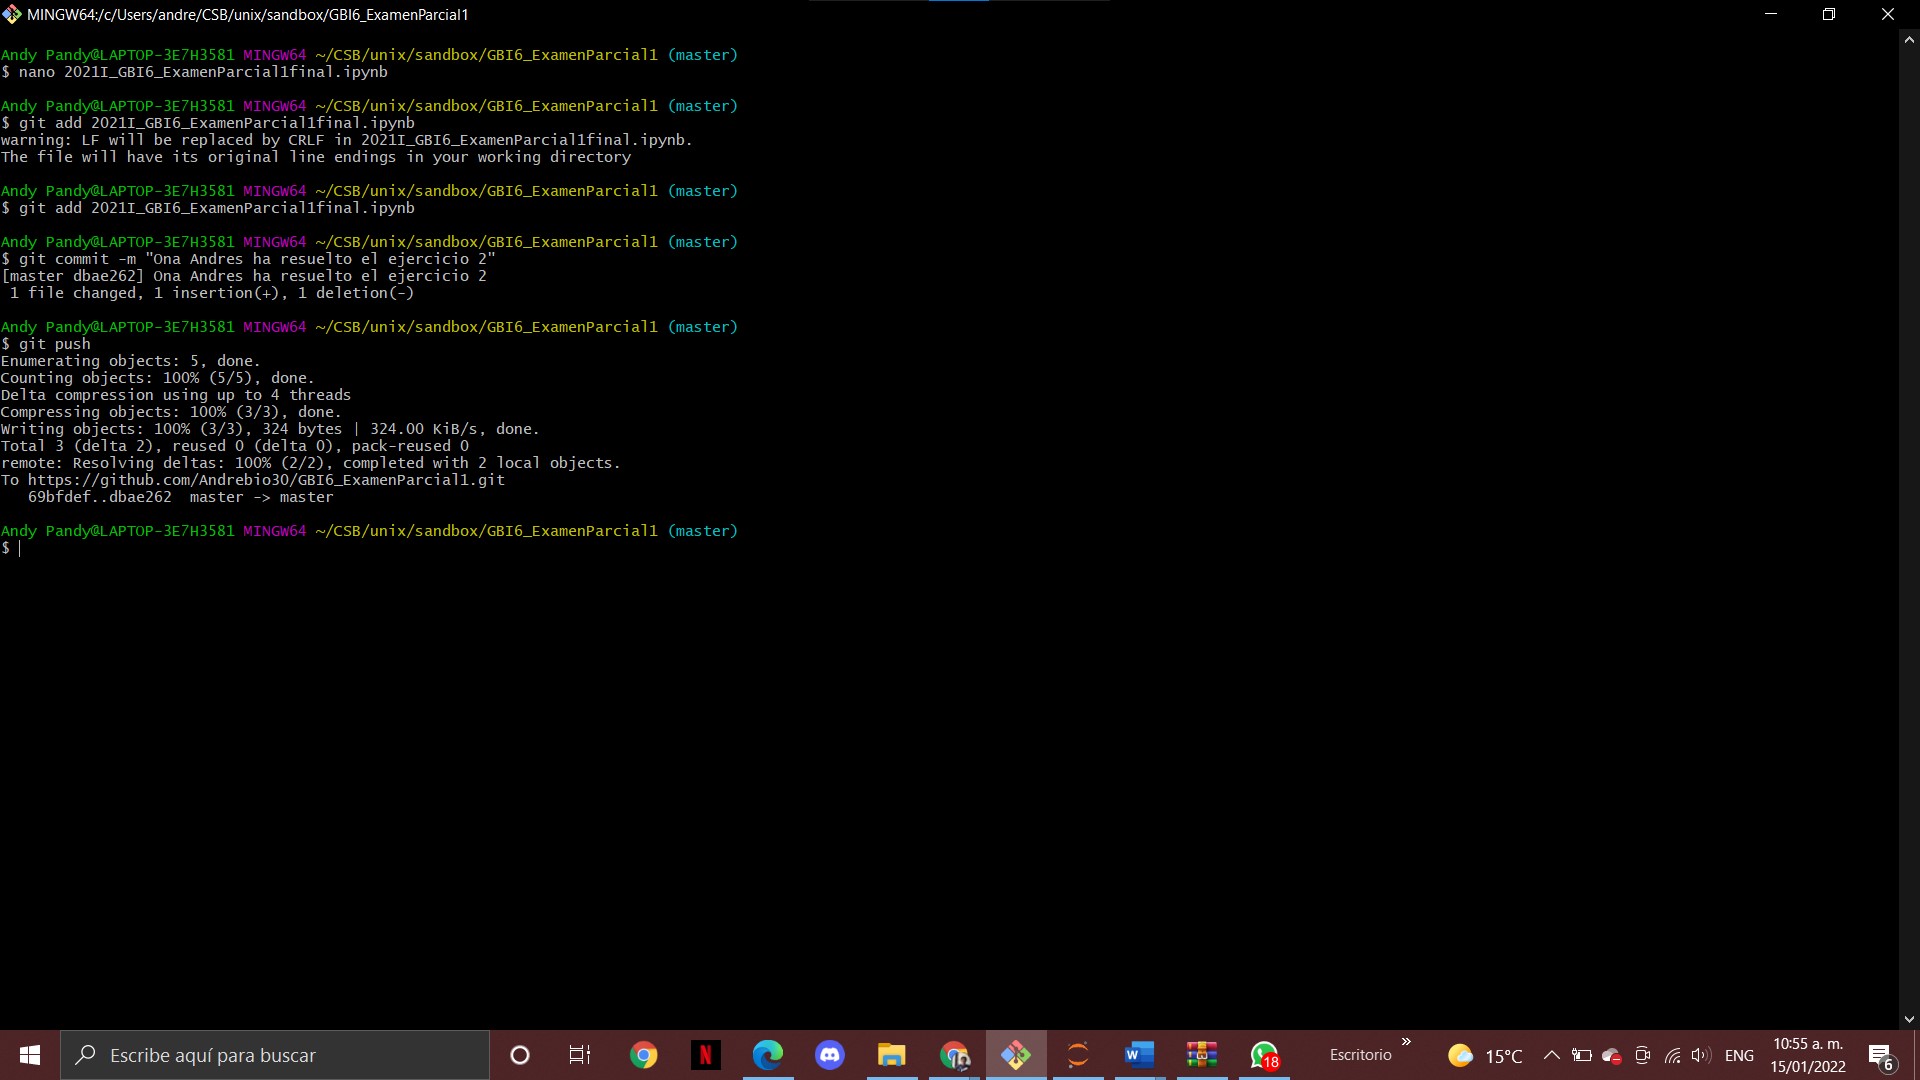 MINGW64:/c/Users/andre/CSB/unix/sandbox/GBI6_ExamenParcial1
Andy Pandy@LAPTOP-3E7H3581 MINGW64 ~/CSB/unix/sandbox/GBI6_ExamenParcial1 (master)
$ nano 2021I_GBI6_ExamenParcial1final.ipynb
Andy Pandy@LAPTOP-3E7H3581 MINGW64 ~/CSB/unix/sandbox/GBI6_ExamenParcial1 (master)
$ git add 2021I_GBI6_ExamenParcial1final.ipynb
warning: LF will be replaced by CRLF in 2021I_GBI6_ExamenParcial1final.ipynb.
The file will have its original line endings in your working directory
Andy Pandy@LAPTOP-3E7H3581 MINGW64 ~/CSB/unix/sandbox/GBI6_ExamenParcial1 (master)
$ git add 2021I_GBI6_ExamenParcial1final.ipynb
Andy Pandy@LAPTOP-3E7H3581 MINGW64 ~/CSB/unix/sandbox/GBI6_ExamenParcial1 (master)
$ git commit -m "Ona Andres ha resuelto el ejercicio 2"
[master dbae262] Ona Andres ha resuelto el ejercicio 2
1 file changed, 1 insertion(+), 1 deletion(-)
Andy Pandy@LAPTOP-3E7H3581 MINGW64 ~/CSB/unix/sandbox/GBI6_ExamenParcial1 (master)
$ git push
Enumerating objects: 5, done.
Counting objects: 100% (5/5), done.
Delta compression using up to 4 threads
Compressing objects: 100% (3/3), done.
Writing objects: 100% (3/3), 324 bytes | 324.00 KiB/s, done.
Total 3 (delta 2), reused 0 (delta 0), pack-reused 0
remote: Resolving deltas: 100% (2/2), completed with 2 local objects.
To https://github.com/Andrebio30/GBI6_ExamenParcial1.git
69bfdef..dbae262  master -> master
Andy Pandy@LAPTOP-3E7H3581 MINGW64 ~/CSB/unix/sandbox/GBI6_ExamenParcial1 (master)
$
Escribe aquí para buscar
N
W
18
Escritorio
»
15°C
ENG
10:55 a. m.
15/01/2022
6